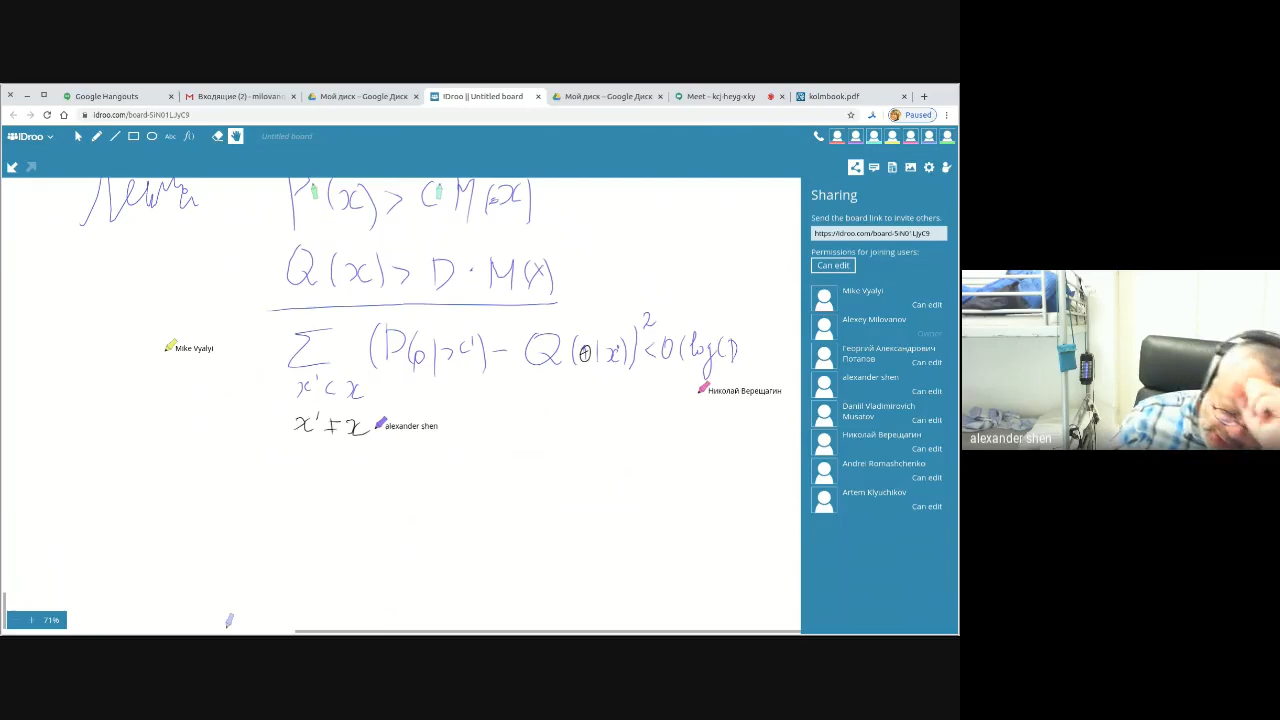 Google Hangouts
Входящие (2) - milovano
Мой диск – Google Диск
IDroo || Untitled board
Мой диск – Google Диск
Meet – kcj-heyg-xky
kolmbook.pdf
idroo.com/board-5iN01LJyC9
Paused
IDroo
Abc
f()
Untitled board
Лемма
P(x) > C M(x)
Q(x) > D · M(x)
∑ (P(0|x') − Q(0|x'))² < O(log C)
x' < x
x' ≠ x
Mike Vyalyi
Николай Верещагин
alexander shen
71%
Sharing
Send the board link to invite others.
https://idroo.com/board-5iN01LJyC9
Permissions for joining users:
Can edit
Mike Vyalyi
Can edit
Alexey Milovanov
Owner
Георгий Александрович Потапов
Can edit
alexander shen
Can edit
Daniil Vladimirovich Musatov
Can edit
Николай Верещагин
Can edit
Andrei Romashchenko
Can edit
Artem Klyuchikov
Can edit
alexander shen